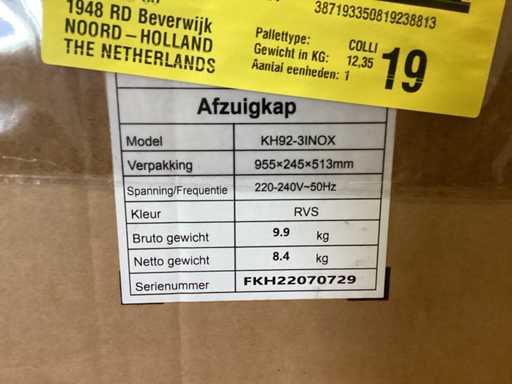 387193350819238813
1948 RD Beverwijk
NOORD-HOLLAND
THE NETHERLANDS
Pallettype: COLLI
Gewicht in KG: 12,35
Aantal eenheden: 1
19
Afzuigkap
Model KH92-3INOX
Verpakking 955×245×513mm
Spanning/Frequentie 220-240V~50Hz
Kleur RVS
Bruto gewicht 9.9 kg
Netto gewicht 8.4 kg
Serienummer FKH22070729